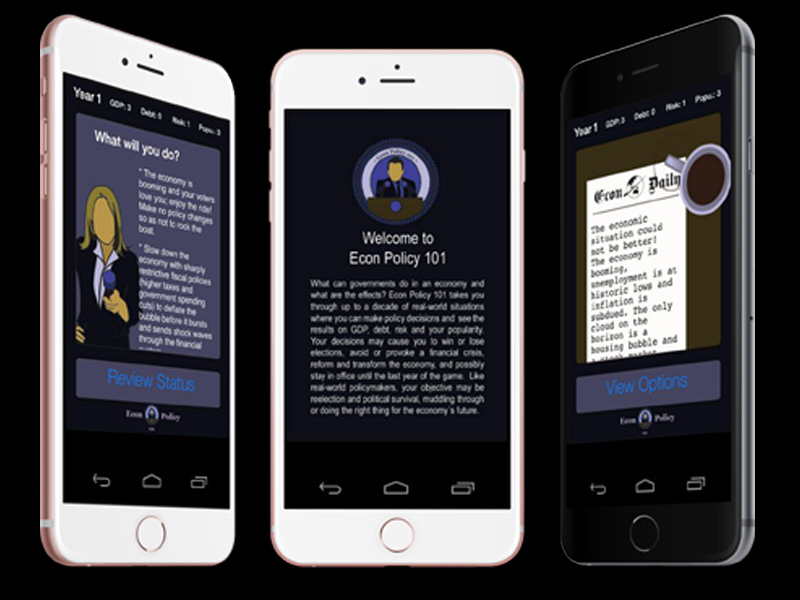 Year 1 GDP: 3 Debt: 0 Risk: 1 Popu.: 3
What will you do?
* The economy is
booming and your voters
love you; enjoy the ride!
Make no policy changes
so as not to rock the
boat.
* Slow down the
economy with sharply
restrictive fiscal policies
(higher taxes and
government spending
cuts) to deflate the
bubble before it bursts
and sends shock waves
through the financial
Review Status
Econ Policy
Econ Policy 101
Welcome to
Econ Policy 101
What can governments do in an economy and
what are the effects? Econ Policy 101 takes you
through up to a decade of real-world situations
where you can make policy decisions and see the
results on GDP, debt, risk and your popularity.
Your decisions may cause you to win or lose
elections, avoid or provoke a financial crisis,
reform and transform the economy, and possibly
stay in office until the last year of the game. Like
real-world policymakers, your objective may be
reelection and political survival, muddling through
or doing the right thing for the economy´s future.
Year 1 GDP: 3 Debt: 0 Risk: 1 Popu.: 3
Econ Daily
The economic
situation could
not be better!
The economy is
booming,
unemployment is at
historic lows and
inflation is
subdued. The only
cloud on the
horizon is a
housing bubble and
View Options
Econ Policy